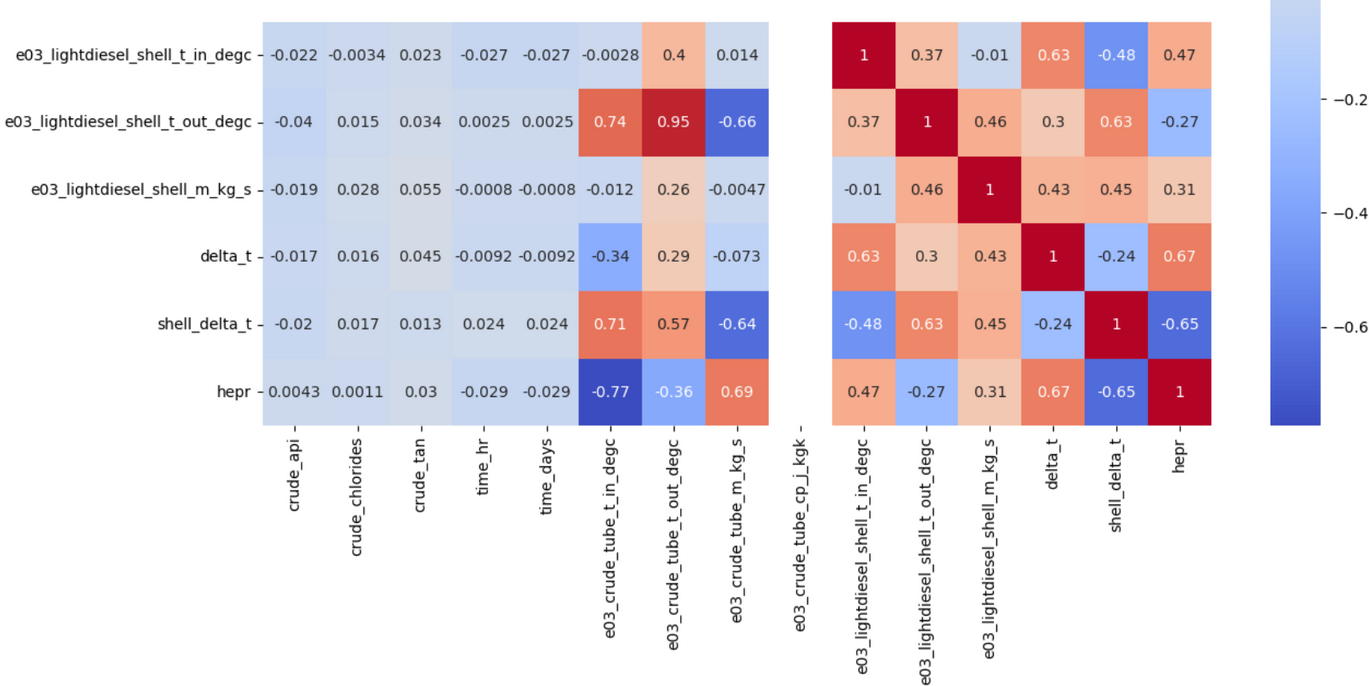 e03_lightdiesel_shell_t_in_degc -0.022 -0.0034 0.023 -0.027 -0.027 -0.0028 0.4 0.014 1 0.37 -0.01 0.63 -0.48 0.47
e03_lightdiesel_shell_t_out_degc -0.04 0.015 0.034 0.0025 0.0025 0.74 0.95 -0.66 0.37 1 0.46 0.3 0.63 -0.27
e03_lightdiesel_shell_m_kg_s -0.019 0.028 0.055 -0.0008 -0.0008 -0.012 0.26 -0.0047 -0.01 0.46 1 0.43 0.45 0.31
delta_t -0.017 0.016 0.045 -0.0092 -0.0092 -0.34 0.29 -0.073 0.63 0.3 0.43 1 -0.24 0.67
shell_delta_t -0.02 0.017 0.013 0.024 0.024 0.71 0.57 -0.64 -0.48 0.63 0.45 -0.24 1 -0.65
hepr 0.0043 0.0011 0.03 -0.029 -0.029 -0.77 -0.36 0.69 0.47 -0.27 0.31 0.67 -0.65 1
crude_api
crude_chlorides
crude_tan
time_hr
time_days
e03_crude_tube_t_in_degc
e03_crude_tube_t_out_degc
e03_crude_tube_m_kg_s
e03_crude_tube_cp_j_kgk
e03_lightdiesel_shell_t_in_degc
e03_lightdiesel_shell_t_out_degc
e03_lightdiesel_shell_m_kg_s
delta_t
shell_delta_t
hepr
−0.2
−0.4
−0.6